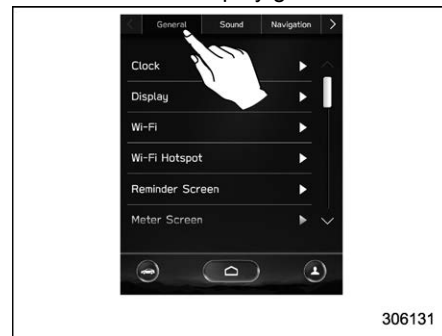 General Sound Navigation
Clock
Display
Wi-Fi
Wi-Fi Hotspot
Reminder Screen
Meter Screen
306131